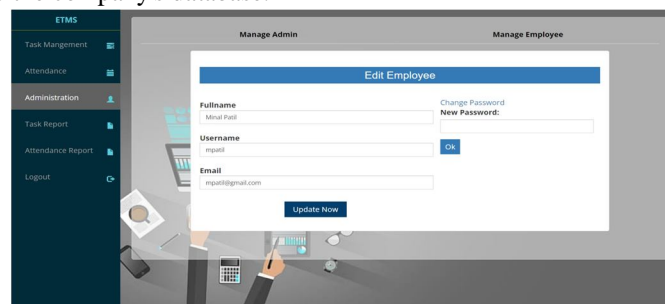 ETMS
Task Mangement
Attendance
Administration
Task Report
Attendance Report
Logout
Manage Admin
Manage Employee
Edit Employee
Fullname
Minal Patil
Username
mpatil
Email
mpatil@gmail.com
Update Now
Change Password
New Password:
Ok